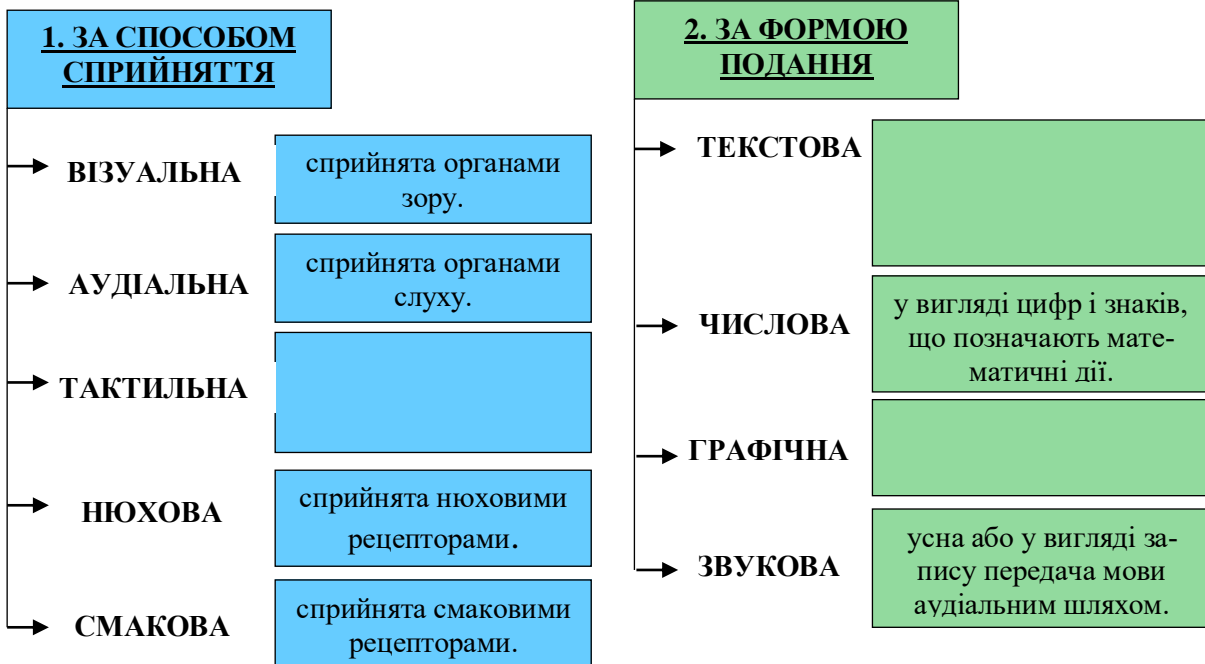 1. ЗА СПОСОБОМ
СПРИЙНЯТТЯ
ВІЗУАЛЬНА
сприйнята органами
зору.
АУДІАЛЬНА
сприйнята органами
слуху.
ТАКТИЛЬНА
НЮХОВА
сприйнята нюховими
рецепторами.
СМАКОВА
сприйнята смаковими
рецепторами.
2. ЗА ФОРМОЮ
ПОДАННЯ
ТЕКСТОВА
ЧИСЛОВА
у вигляді цифр і знаків,
що позначають мате-
матичні дії.
ГРАФІЧНА
ЗВУКОВА
усна або у вигляді за-
пису передача мови
аудіальним шляхом.